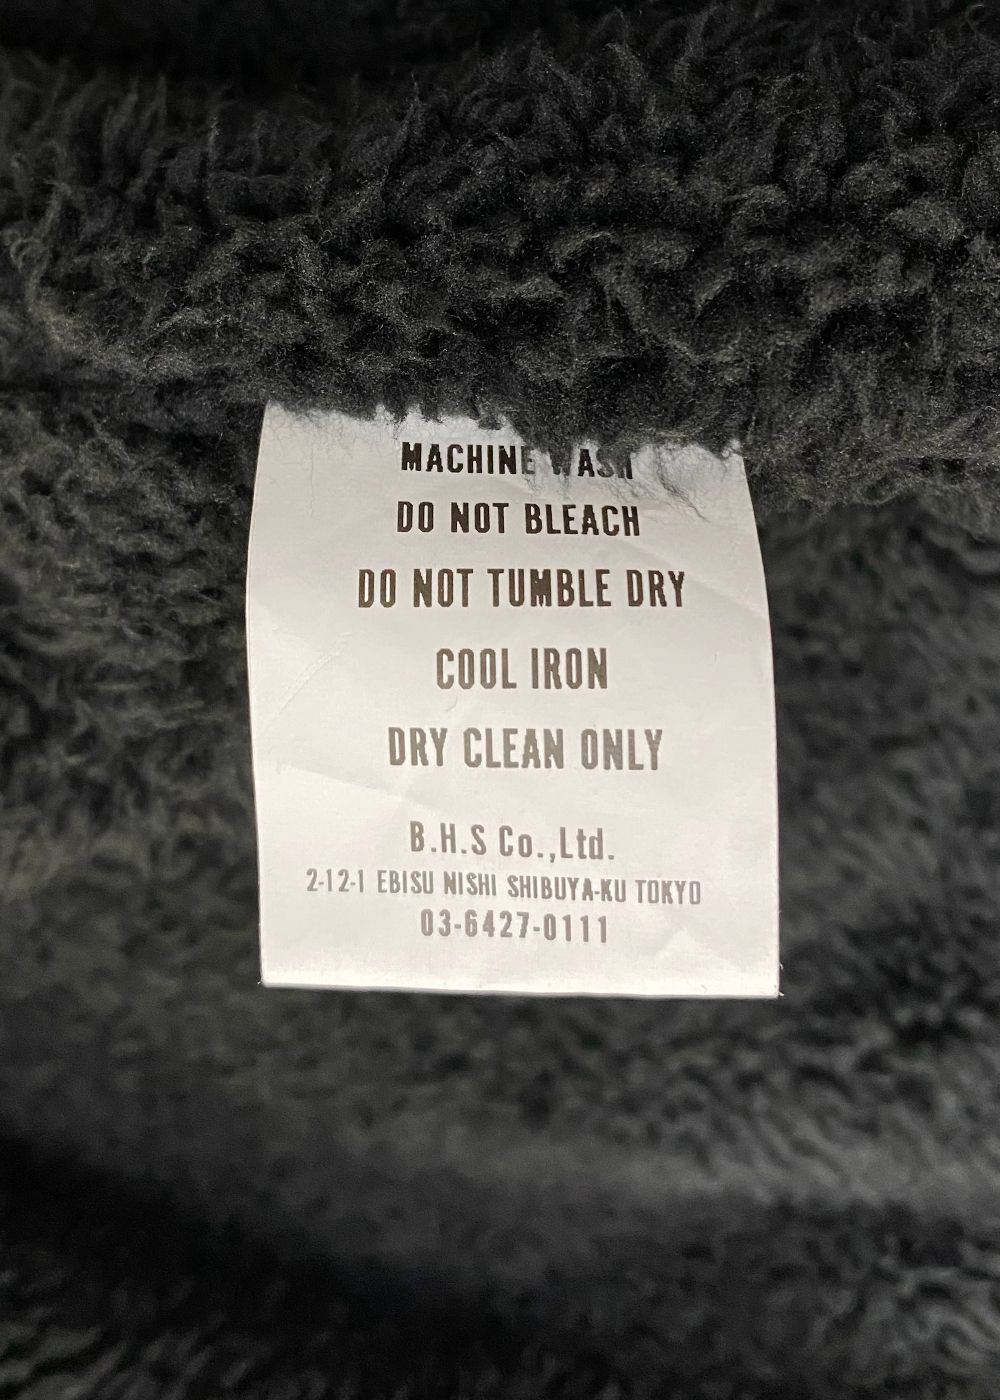 MACHINE WASH
DO NOT BLEACH
DO NOT TUMBLE DRY
COOL IRON
DRY CLEAN ONLY
B.H.S Co.,Ltd.
2-12-1 EBISU NISHI SHIBUYA-KU TOKYO
03-6427-0111